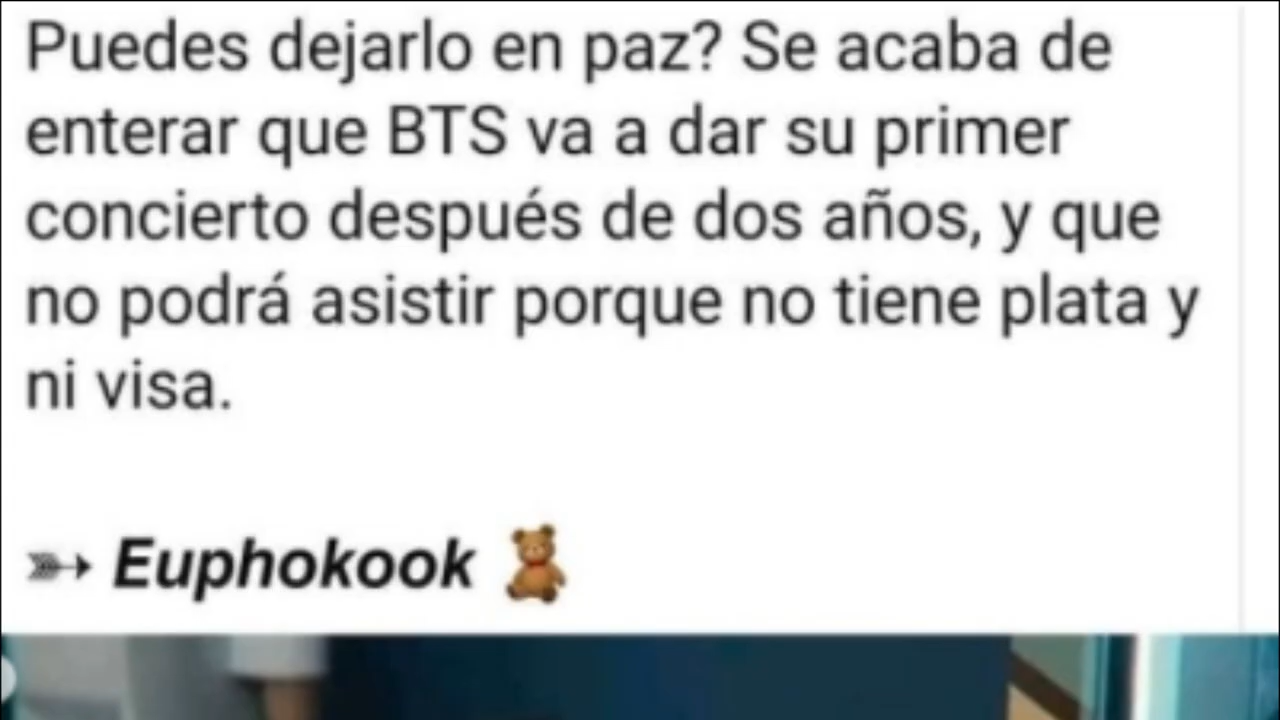 Puedes dejarlo en paz? Se acaba de
enterar que BTS va a dar su primer
concierto después de dos años, y que
no podrá asistir porque no tiene plata y
ni visa.
➳ Euphokook 🧸